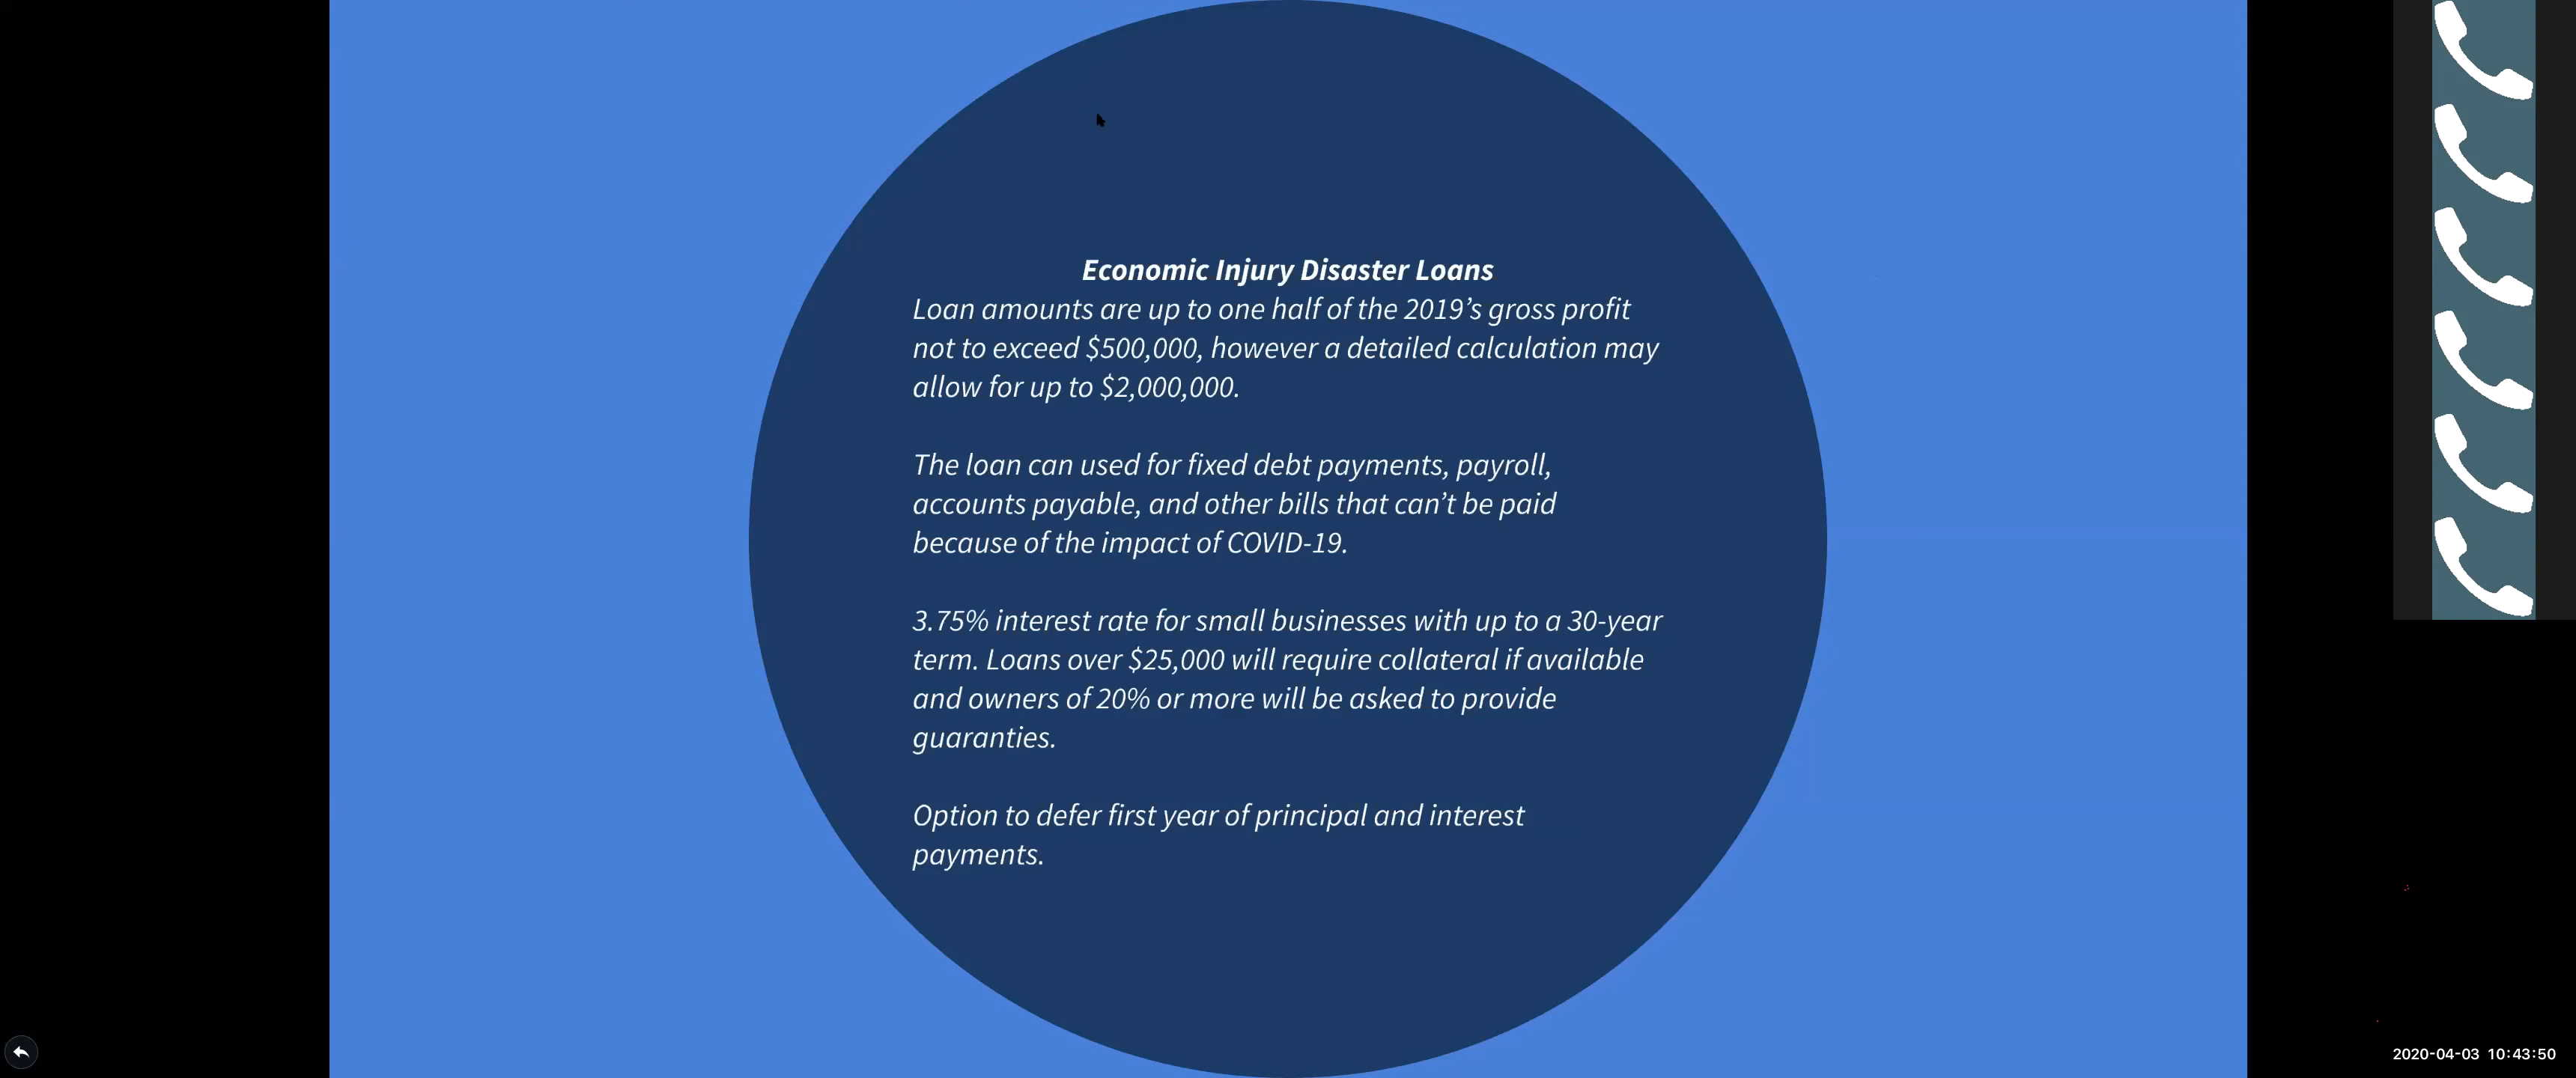 Economic Injury Disaster Loans
Loan amounts are up to one half of the 2019’s gross profit
not to exceed $500,000, however a detailed calculation may
allow for up to $2,000,000.
The loan can used for fixed debt payments, payroll,
accounts payable, and other bills that can’t be paid
because of the impact of COVID-19.
3.75% interest rate for small businesses with up to a 30-year
term. Loans over $25,000 will require collateral if available
and owners of 20% or more will be asked to provide
guaranties.
Option to defer first year of principal and interest
payments.
2020-04-03 10:43:50